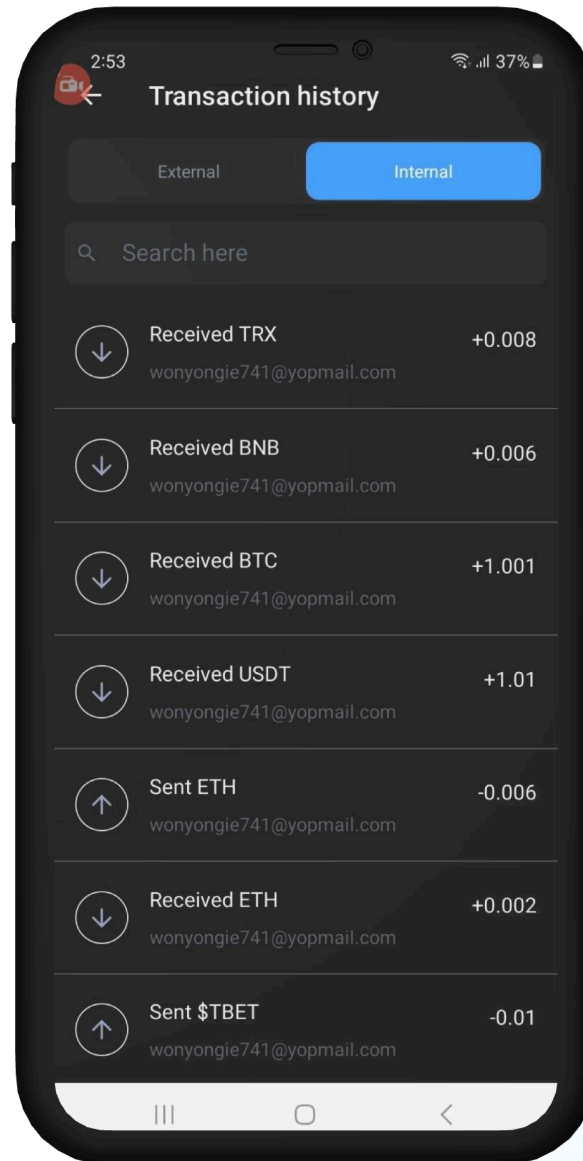 2:53
37%
Transaction history
External
Internal
Search here
Received TRX
+0.008
wonyongie741@yopmail.com
Received BNB
+0.006
wonyongie741@yopmail.com
Received BTC
+1.001
wonyongie741@yopmail.com
Received USDT
+1.01
wonyongie741@yopmail.com
Sent ETH
-0.006
wonyongie741@yopmail.com
Received ETH
+0.002
wonyongie741@yopmail.com
Sent $TBET
-0.01
wonyongie741@yopmail.com